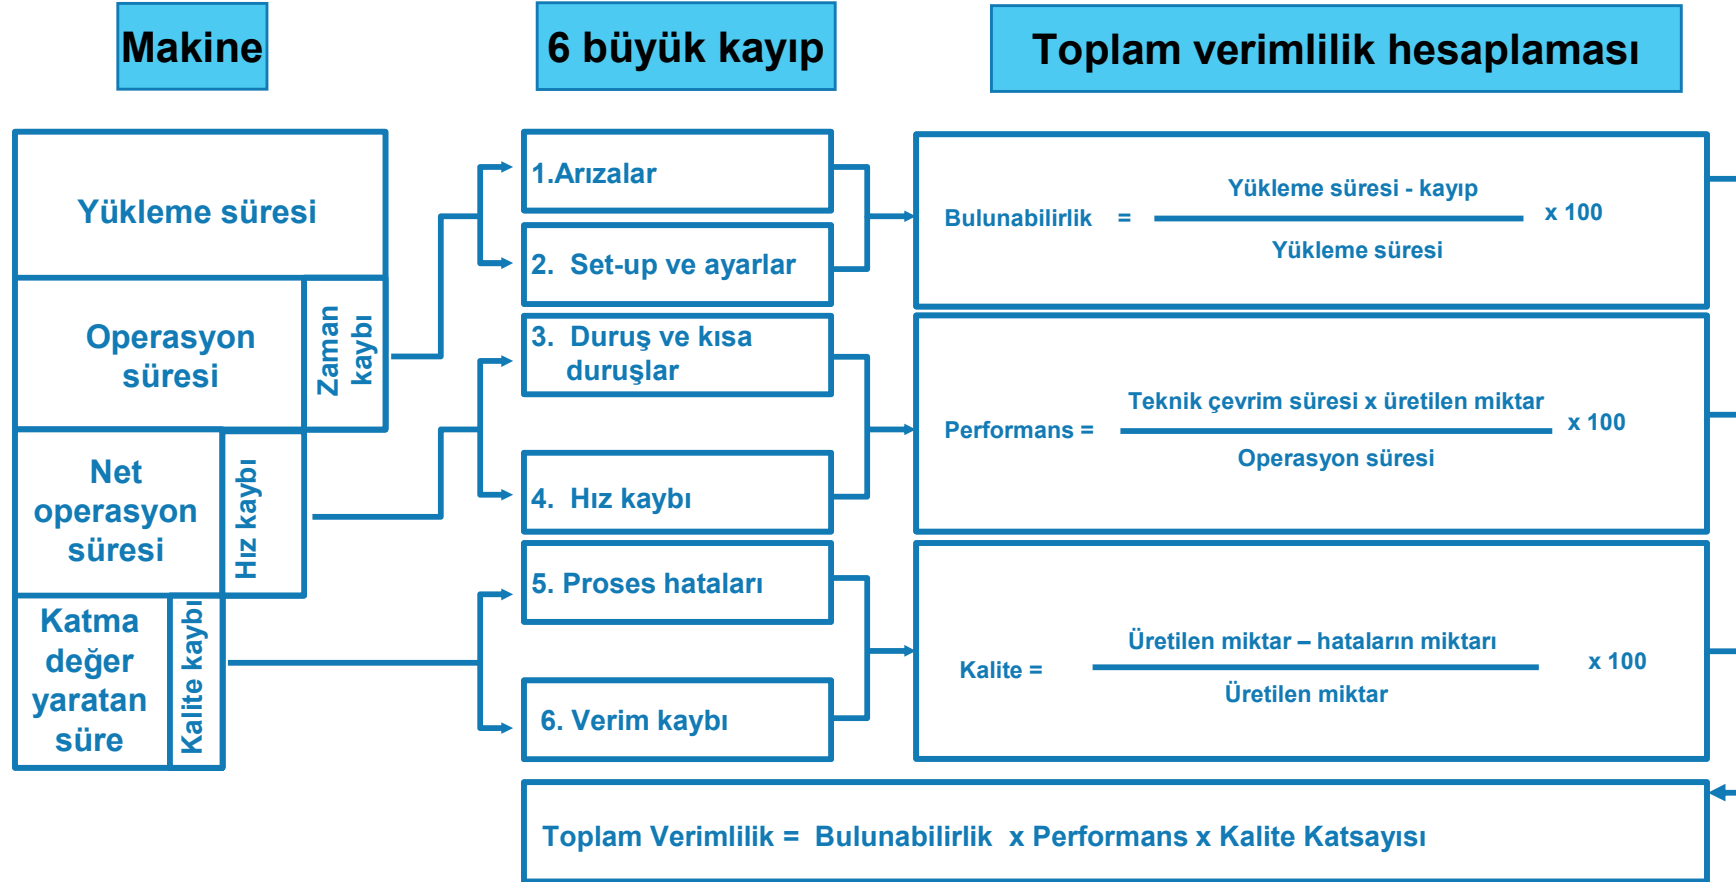 Makine
6 büyük kayıp
Toplam verimlilik hesaplaması
Yükleme süresi
Operasyon
süresi
Zaman
kaybı
Net
operasyon
süresi
Hız kaybı
Katma
değer
yaratan
süre
Kalite kaybı
1.Arızalar
2. Set-up ve ayarlar
3. Duruş ve kısa
duruşlar
4. Hız kaybı
5. Proses hataları
6. Verim kaybı
Yükleme süresi - kayıp
Bulunabilirlik = x 100
Yükleme süresi
Teknik çevrim süresi x üretilen miktar
Performans = x 100
Operasyon süresi
Üretilen miktar – hataların miktarı
Kalite = x 100
Üretilen miktar
Toplam Verimlilik = Bulunabilirlik x Performans x Kalite Katsayısı